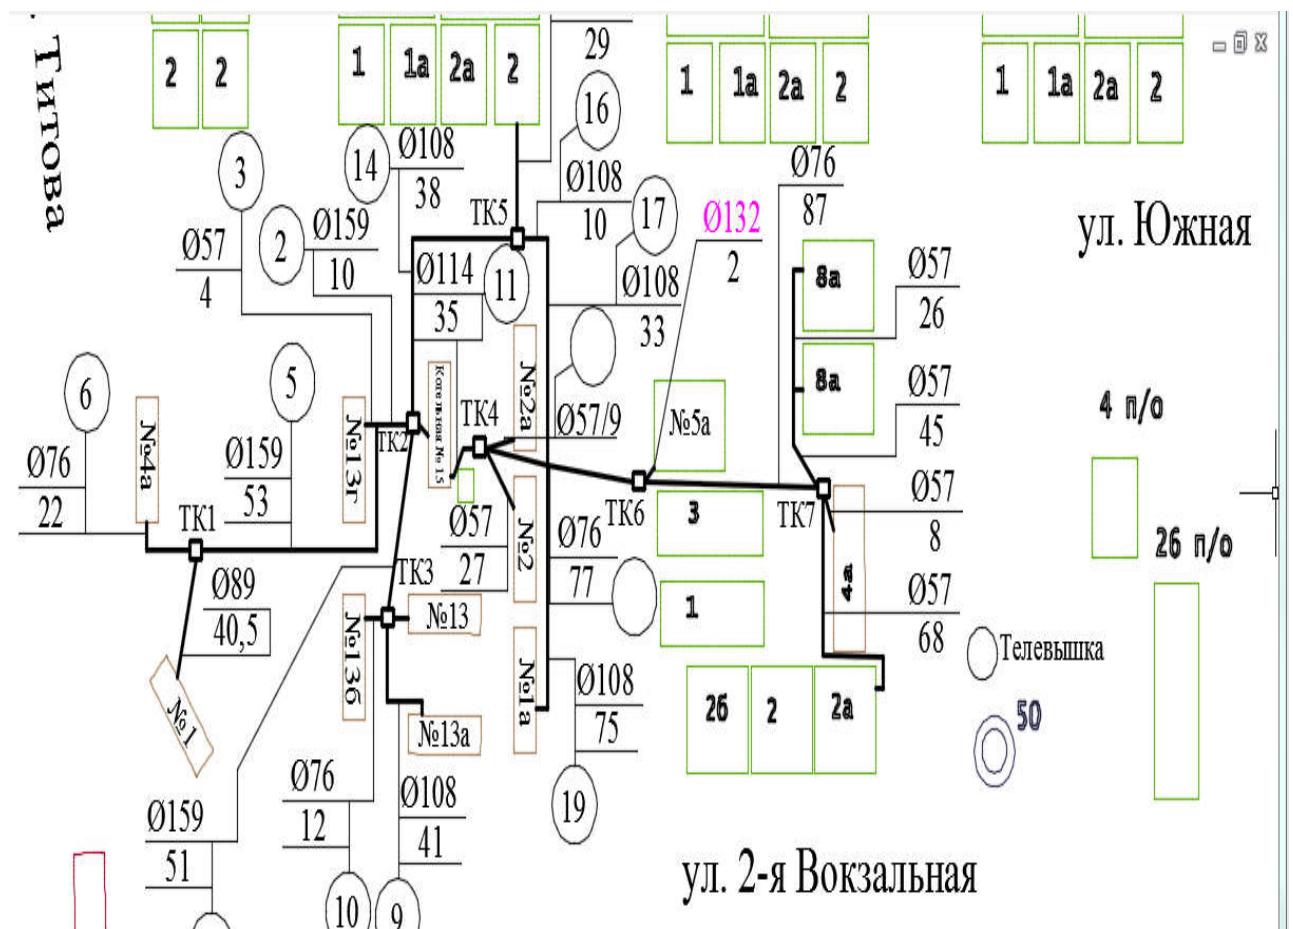 Титова
2
2
1
1а
2а
2
29
1
1а
2а
2
1
1а
2а
2
3
14
Ø108
38
16
Ø108
10
17
Ø108
33
Ø132
2
Ø76
87
ул. Южная
ТК5
Ø57
4
2
Ø159
10
Ø114
35
11
8а
Ø57
26
8а
Ø57
45
6
5
Котельная №15
№2а
ТК4
Ø57/9
№5а
4 п/о
Ø76
22
№4а
Ø159
53
№13г
ТК2
ТК1
Ø57
27
№2
Ø76
77
ТК6
3
ТК7
Ø57
8
26 п/о
Ø89
40,5
ТК3
№13
№13б
1
4а
Ø57
68
Телевышка
№1
№13а
№1а
Ø108
75
2б
2
2а
50
Ø159
51
Ø76
12
Ø108
41
19
10
9
ул. 2-я Вокзальная